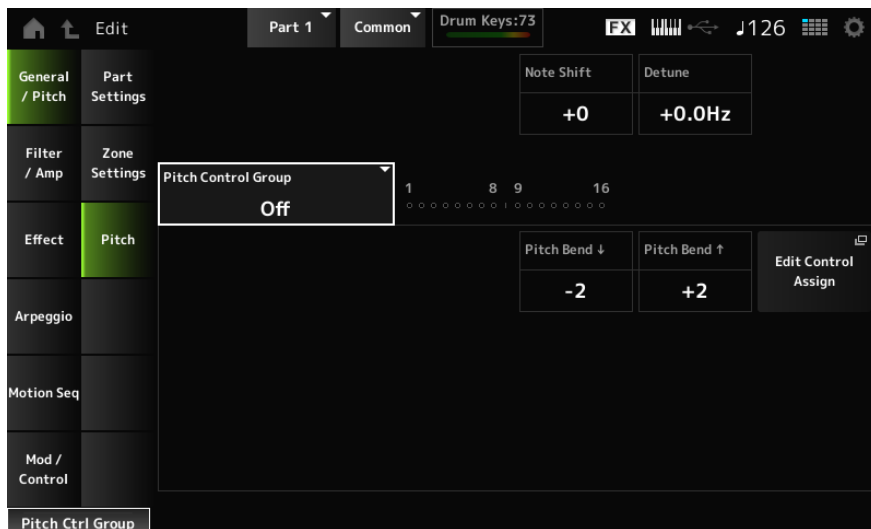 Edit
Part 1
Common
Drum Keys:73
FX
♩126
General
/ Pitch
Part
Settings
Note Shift
Detune
+0
+0.0Hz
Filter
/ Amp
Zone
Settings
Pitch Control Group
Off
1 8 9 16
Effect
Pitch
Pitch Bend ↓
Pitch Bend ↑
-2
+2
Edit Control
Assign
Arpeggio
Motion Seq
Mod /
Control
Pitch Ctrl Group